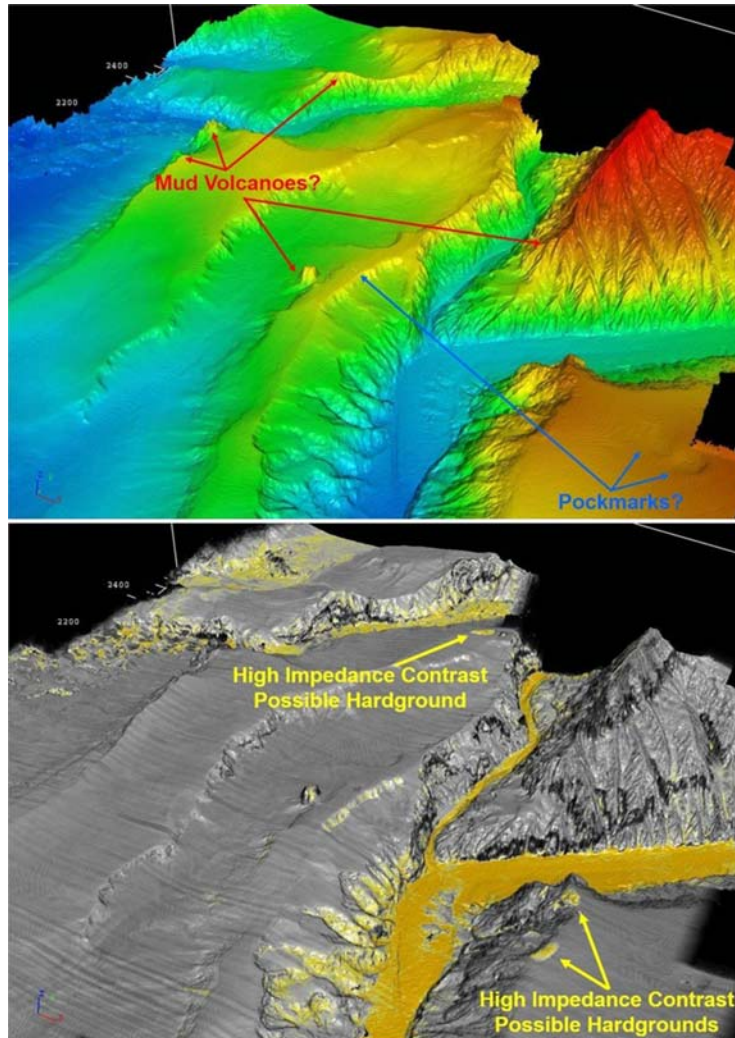 2400
2200
Mud Volcanoes?
Pockmarks?
2400
2200
High Impedance Contrast
Possible Hardground
High Impedance Contrast
Possible Hardgrounds